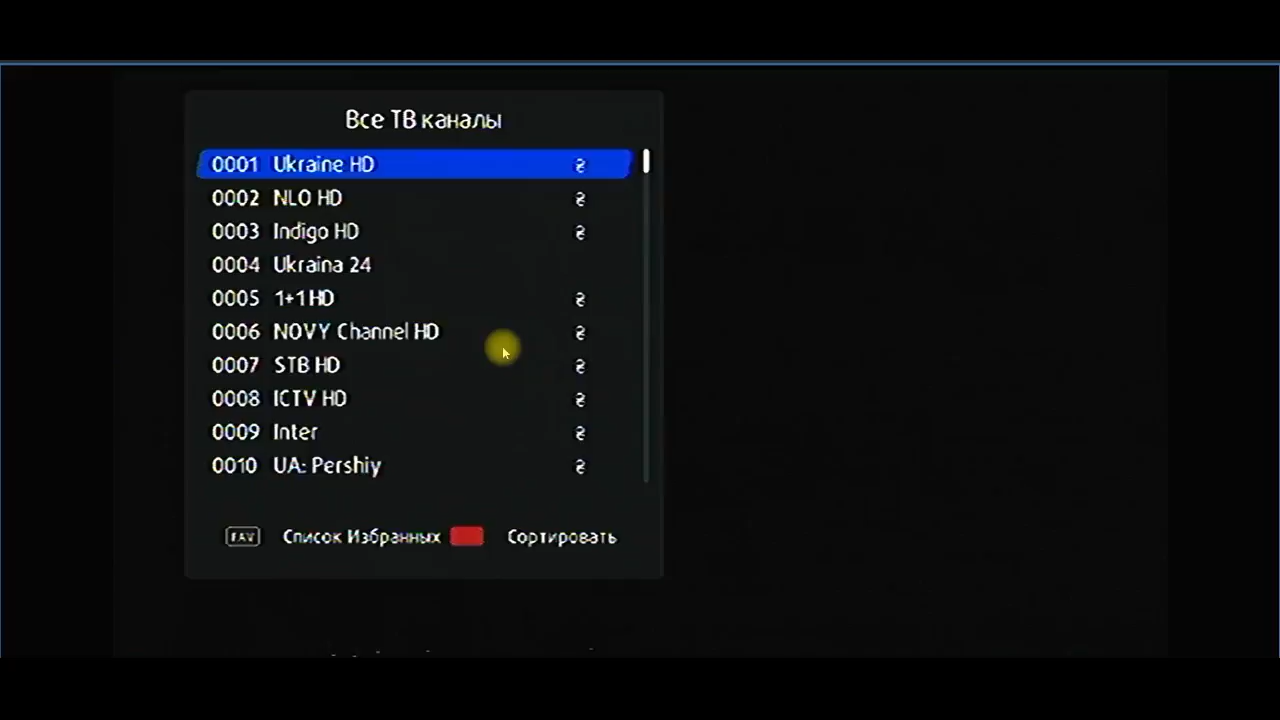 Все ТВ каналы
0001 Ukraine HD ₴
0002 NLO HD ₴
0003 Indigo HD ₴
0004 Ukraina 24
0005 1+1 HD ₴
0006 NOVY Channel HD ₴
0007 STB HD ₴
0008 ICTV HD ₴
0009 Inter ₴
0010 UA: Pershiy ₴
FAV Список Избранных Сортировать